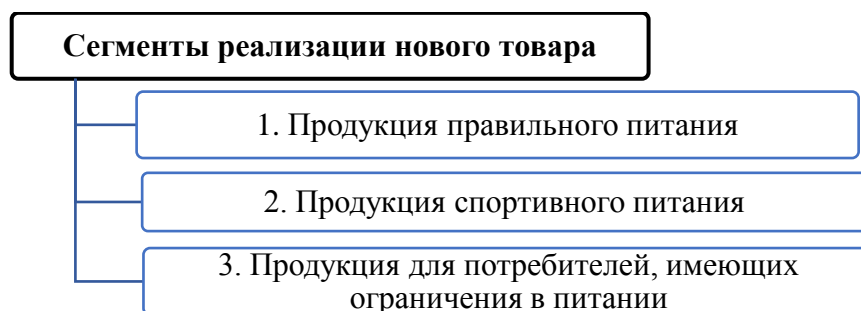 Сегменты реализации нового товара
1. Продукция правильного питания
2. Продукция спортивного питания
3. Продукция для потребителей, имеющих
ограничения в питании